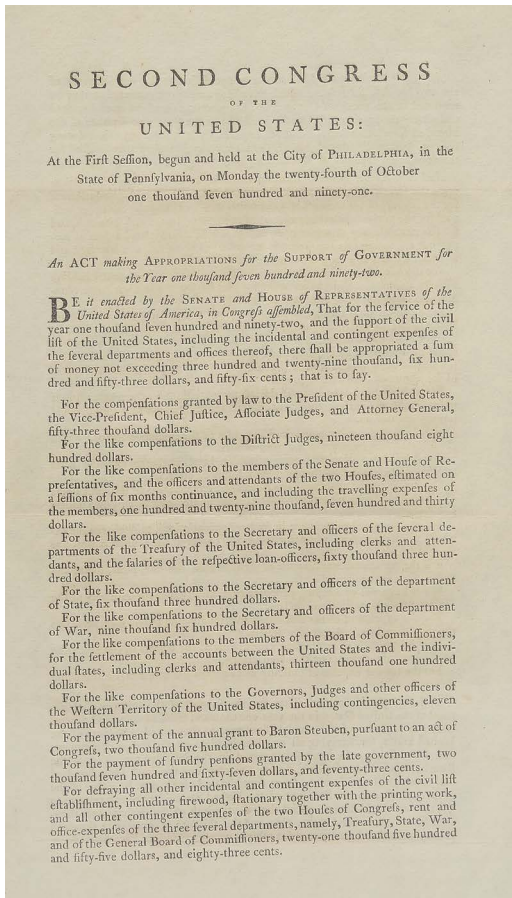 SECOND CONGRESS
OF THE
UNITED STATES:
At the Firſt Seſſion, begun and held at the City of PHILADELPHIA, in the
State of Pennſylvania, on Monday the twenty-fourth of October
one thouſand ſeven hundred and ninety-one.
An ACT making APPROPRIATIONS for the SUPPORT of GOVERNMENT for
the Year one thouſand ſeven hundred and ninety-two.
BE it enacted by the SENATE and HOUSE of REPRESENTATIVES of the
United States of America, in Congreſs aſſembled, That for the ſervice of the
year one thouſand ſeven hundred and ninety-two, and the ſupport of the civil
liſt of the United States, including the incidental and contingent expenſes of
the ſeveral departments and offices thereof, there ſhall be appropriated a ſum
of money not exceeding three hundred and twenty-nine thouſand, ſix hun-
dred and fifty-three dollars, and fifty-ſix cents; that is to ſay.
For the compenſations granted by law to the Preſident of the United States,
the Vice-Preſident, Chief Juſtice, Aſſociate Judges, and Attorney General,
fifty-three thouſand dollars.
For the like compenſations to the Diſtrict Judges, nineteen thouſand eight
hundred dollars.
For the like compenſations to the members of the Senate and Houſe of Re-
preſentatives, and the officers and attendants of the two Houſes, eſtimated on
a ſeſſions of ſix months continuance, and including the travelling expenſes of
the members, one hundred and twenty-nine thouſand, ſeven hundred and thirty
dollars.
For the like compenſations to the Secretary and officers of the ſeveral de-
partments of the Treaſury of the United States, including clerks and atten-
dants, and the ſalaries of the reſpective loan-officers, ſixty thouſand three hun-
dred dollars.
For the like compenſations to the Secretary and officers of the department
of State, ſix thouſand three hundred dollars.
For the like compenſations to the Secretary and officers of the department
of War, nine thouſand ſix hundred dollars.
For the like compenſations to the members of the Board of Commiſſioners,
for the ſettlement of the accounts between the United States and the indivi-
dual ſtates, including clerks and attendants, thirteen thouſand one hundred
dollars.
For the like compenſations to the Governors, Judges and other officers of
the Weſtern Territory of the United States, including contingencies, eleven
thouſand dollars.
For the payment of the annual grant to Baron Steuben, purſuant to an act of
Congreſs, two thouſand five hundred dollars.
For the payment of ſundry penſions granted by the late government, two
thouſand ſeven hundred and ſixty-ſeven dollars, and ſeventy-three cents.
For defraying all other incidental and contingent expenſes of the civil liſt
eſtabliſhment, including firewood, ſtationary together with the printing work,
and all other contingent expenſes of the two Houſes of Congreſs, rent and
office-expenſes of the three ſeveral departments, namely, Treaſury, State, War,
and of the General Board of Commiſſioners, twenty-one thouſand five hundred
and fifty-five dollars, and eighty-three cents.